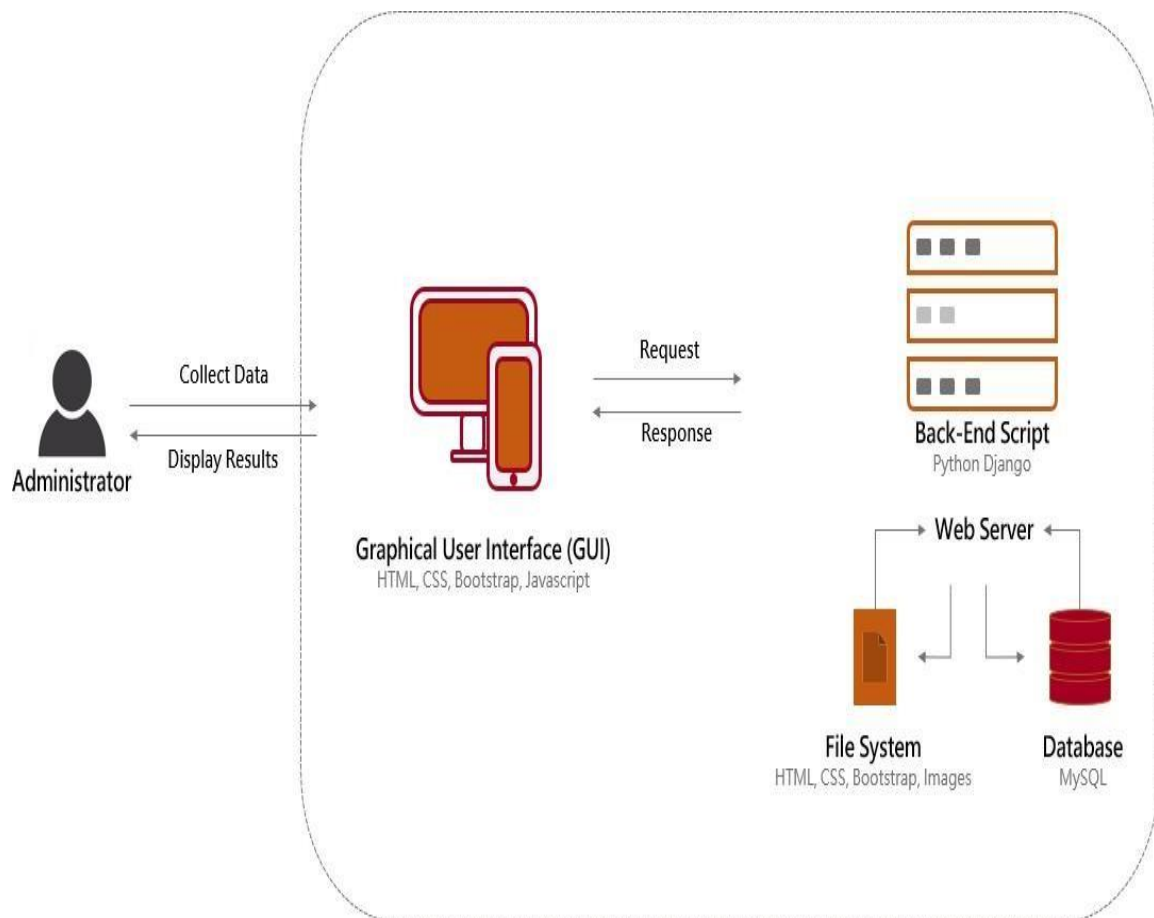 Collect Data
Display Results
Administrator
Graphical User Interface (GUI)
HTML, CSS, Bootstrap, Javascript
Request
Response
Back-End Script
Python Django
Web Server
File System
HTML, CSS, Bootstrap, Images
Database
MySQL